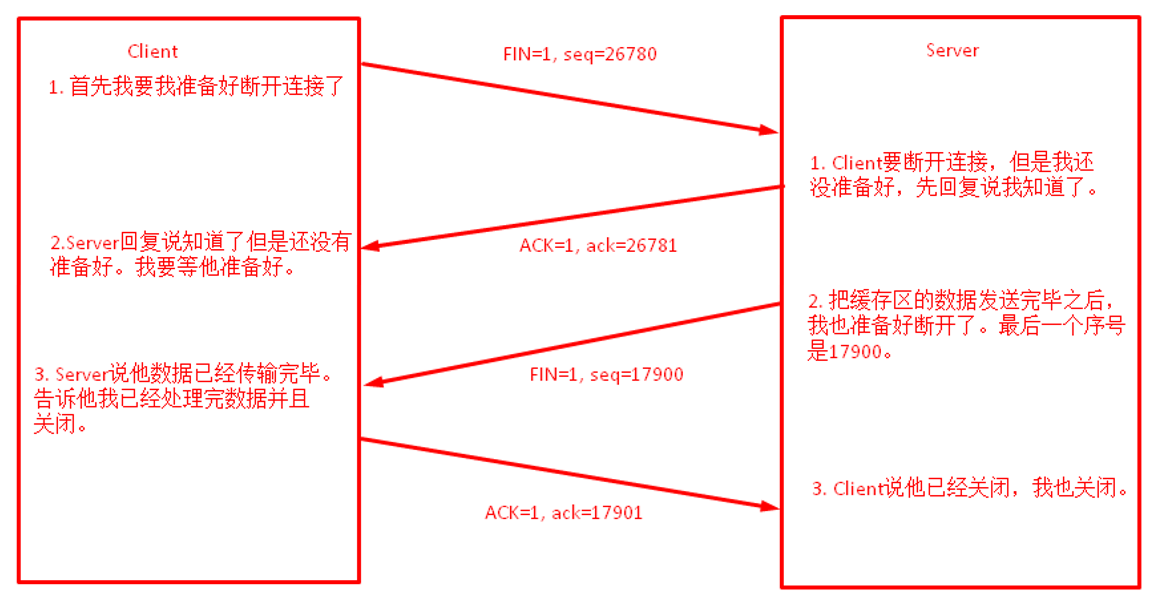 Client
1. 首先我要我准备好断开连接了
FIN=1, seq=26780
Server
1. Client要断开连接，但是我还
没准备好，先回复说我知道了。
2.Server回复说知道了但是还没有
准备好。我要等他准备好。
ACK=1, ack=26781
2. 把缓存区的数据发送完毕之后，
我也准备好断开了。最后一个序号
是17900。
3. Server说他数据已经传输完毕。
告诉他我已经处理完数据并且
关闭。
FIN=1, seq=17900
3. Client说他已经关闭，我也关闭。
ACK=1, ack=17901